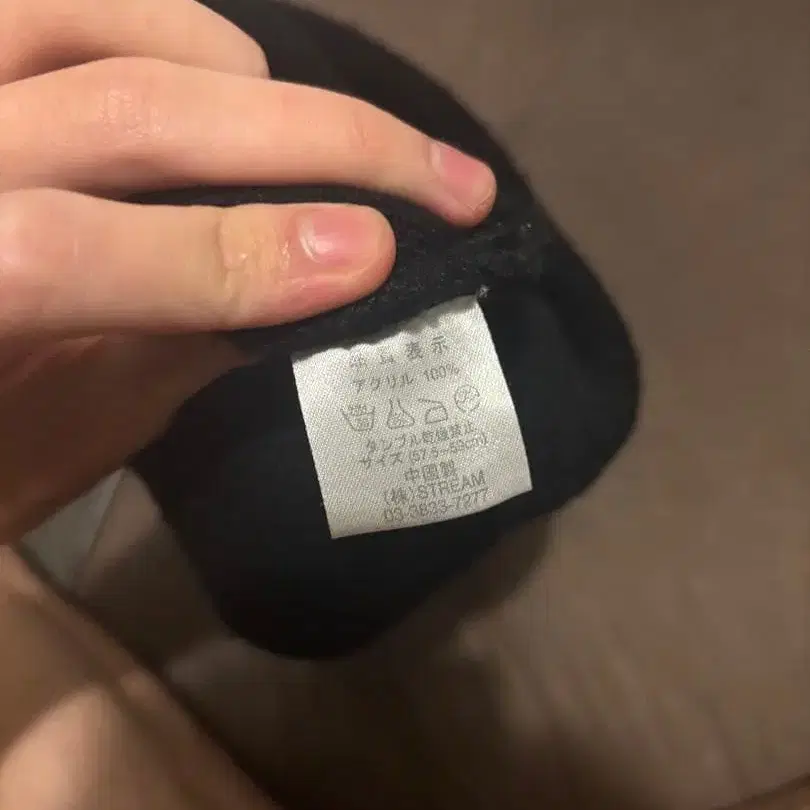 品質表示
アクリル 100%
タンブル乾燥禁止
サイズ (57.5~59cm)
中国製
(株) STREAM
03-3823-7277